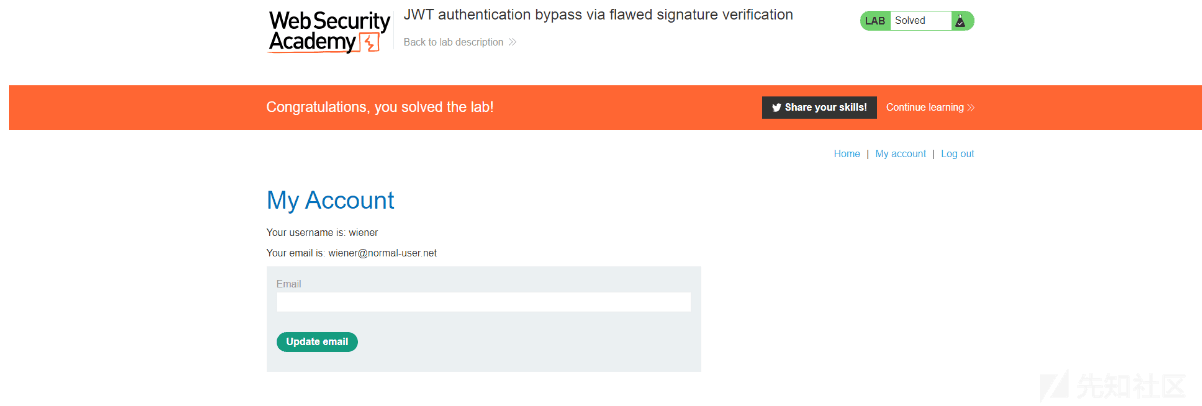 Web Security
Academy
JWT authentication bypass via flawed signature verification
Back to lab description
LAB Solved
Congratulations, you solved the lab!
Share your skills! Continue learning
Home | My account | Log out
My Account
Your username is: wiener
Your email is: wiener@normal-user.net
Email
Update email
先知社区